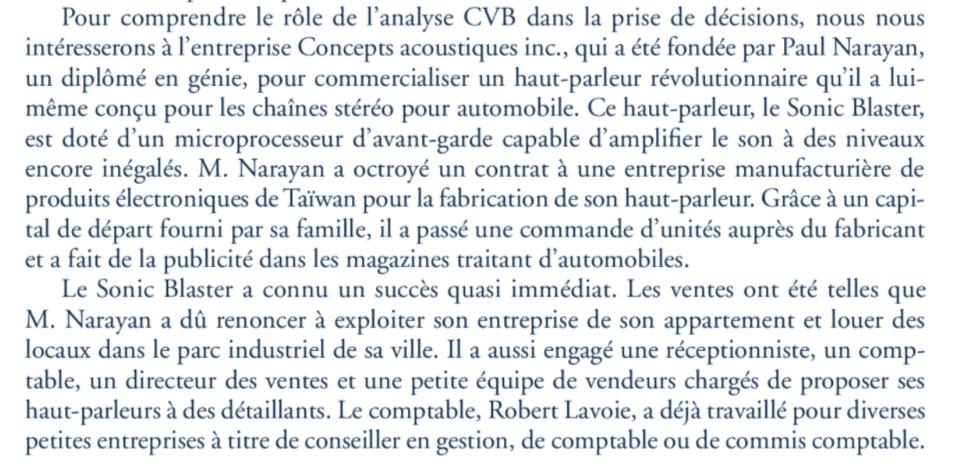 Pour comprendre le rôle de l’analyse CVB dans la prise de décisions, nous nous
intéresserons à l’entreprise Concepts acoustiques inc., qui a été fondée par Paul Narayan,
un diplômé en génie, pour commercialiser un haut-parleur révolutionnaire qu’il a lui-
même conçu pour les chaînes stéréo pour automobile. Ce haut-parleur, le Sonic Blaster,
est doté d’un microprocesseur d’avant-garde capable d’amplifier le son à des niveaux
encore inégalés. M. Narayan a octroyé un contrat à une entreprise manufacturière de
produits électroniques de Taïwan pour la fabrication de son haut-parleur. Grâce à un capi-
tal de départ fourni par sa famille, il a passé une commande d’unités auprès du fabricant
et a fait de la publicité dans les magazines traitant d’automobiles.
Le Sonic Blaster a connu un succès quasi immédiat. Les ventes ont été telles que
M. Narayan a dû renoncer à exploiter son entreprise de son appartement et louer des
locaux dans le parc industriel de sa ville. Il a aussi engagé une réceptionniste, un comp-
table, un directeur des ventes et une petite équipe de vendeurs chargés de proposer ses
haut-parleurs à des détaillants. Le comptable, Robert Lavoie, a déjà travaillé pour diverses
petites entreprises à titre de conseiller en gestion, de comptable ou de commis comptable.